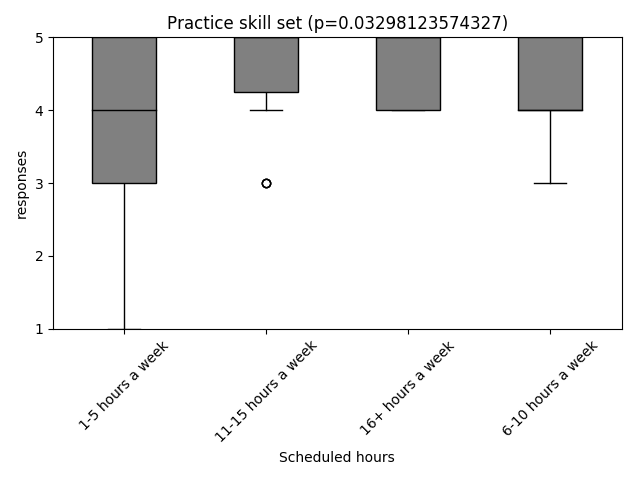 Practice skill set (p=0.03298123574327)
5
4
3
2
1
responses
1-5 hours a week
11-15 hours a week
16+ hours a week
6-10 hours a week
Scheduled hours